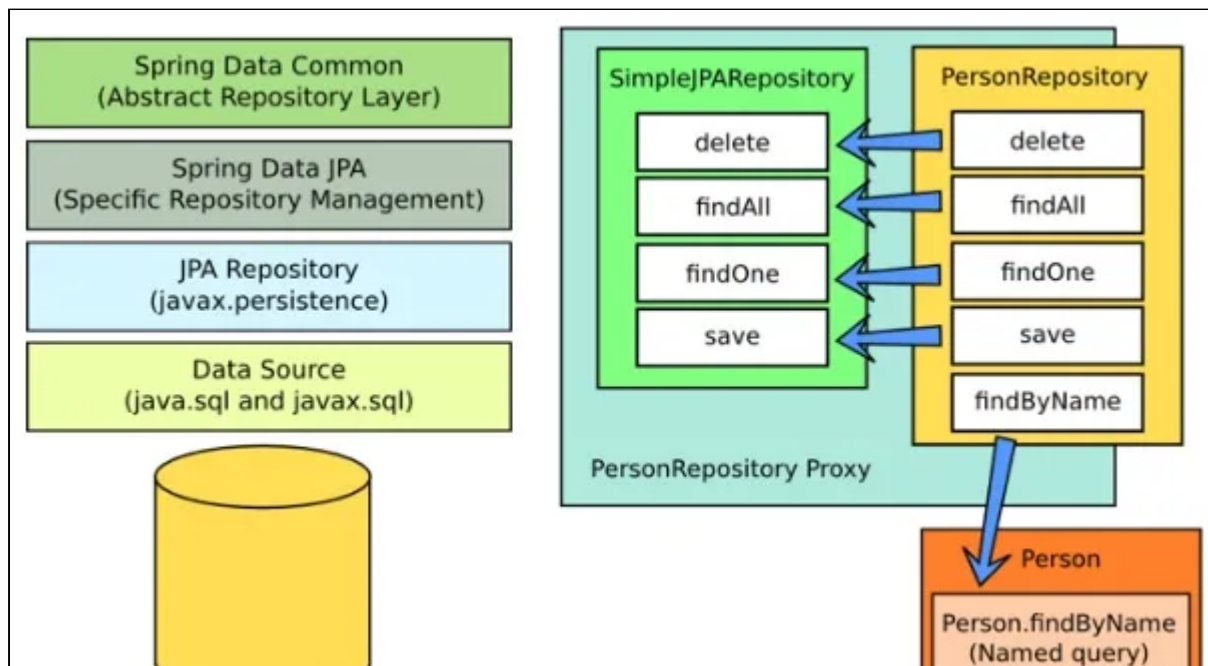 Spring Data Common
(Abstract Repository Layer)
Spring Data JPA
(Specific Repository Management)
JPA Repository
(javax.persistence)
Data Source
(java.sql and javax.sql)
SimpleJPARepository
delete
findAll
findOne
save
PersonRepository
delete
findAll
findOne
save
findByName
PersonRepository Proxy
Person
Person.findByName
(Named query)